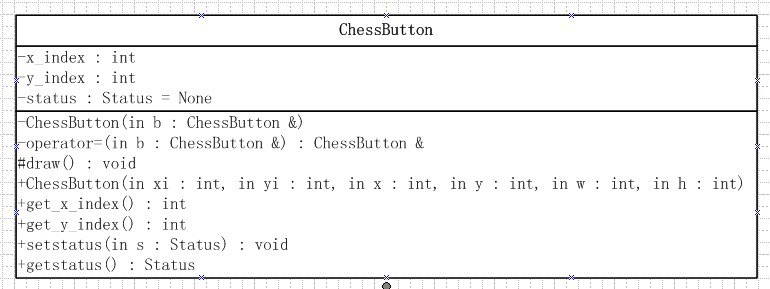 ChessButton
-x_index : int
-y_index : int
-status : Status = None
-ChessButton(in b : ChessButton &)
-operator=(in b : ChessButton &) : ChessButton &
#draw() : void
+ChessButton(in xi : int, in yi : int, in x : int, in y : int, in w : int, in h : int)
+get_x_index() : int
+get_y_index() : int
+setstatus(in s : Status) : void
+getstatus() : Status